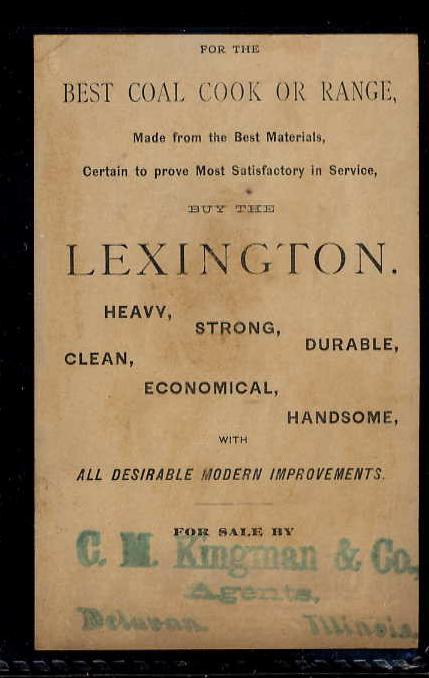 FOR THE
BEST COAL COOK OR RANGE,
Made from the Best Materials,
Certain to prove Most Satisfactory in Service,
BUY THE
LEXINGTON.
HEAVY,
STRONG,
DURABLE,
CLEAN,
ECONOMICAL,
HANDSOME,
WITH
ALL DESIRABLE MODERN IMPROVEMENTS.
FOR SALE BY
C. M. Kingman & Co.,
Agents,
Delavan Illinois.